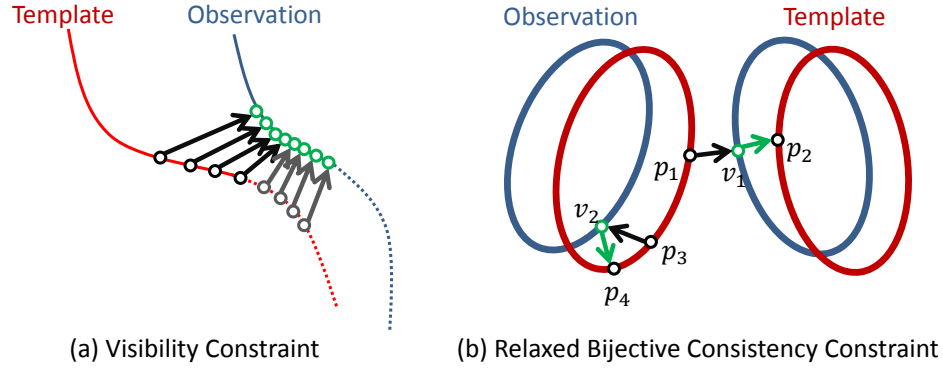 Template
Observation
(a) Visibility Constraint
Observation
Template
p1
v1
p2
v2
p3
p4
(b) Relaxed Bijective Consistency Constraint